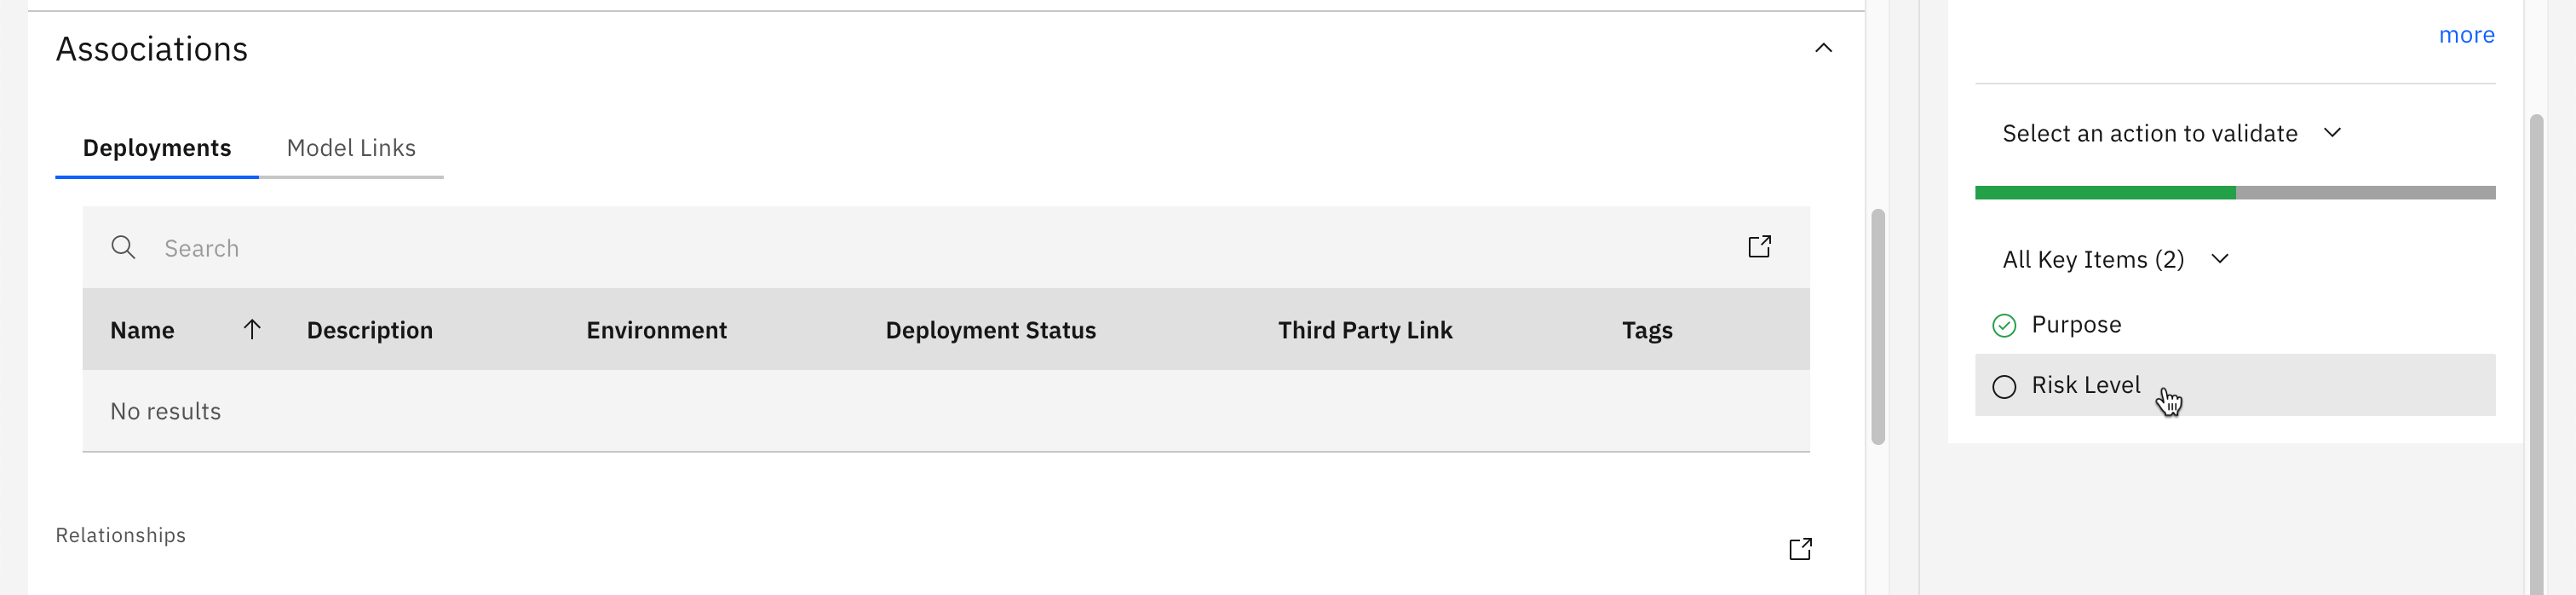 Associations
Deployments
Model Links
Search
Name
Description
Environment
Deployment Status
Third Party Link
Tags
No results
Relationships
more
Select an action to validate
All Key Items (2)
Purpose
Risk Level